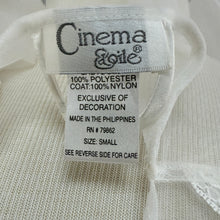 Cinema
Etoile®
100% POLYESTER
COAT:100% NYLON
EXCLUSIVE OF
DECORATION
MADE IN THE PHILIPPINES
RN # 79862
SIZE: SMALL
SEE REVERSE SIDE FOR CARE